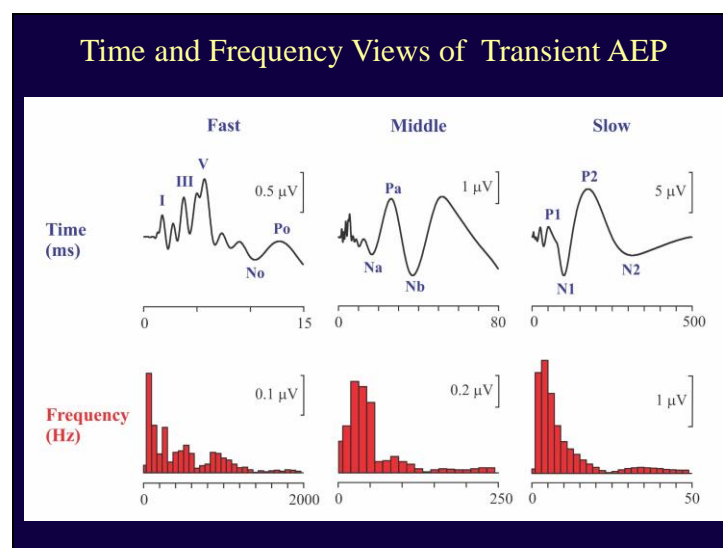 Time and Frequency Views of Transient AEP
Fast
Middle
Slow
Time
(ms)
I
III
V
No
Po
0.5 μV
0
15
Na
Pa
Nb
1 μV
0
80
P1
N1
P2
N2
5 μV
0
500
Frequency
(Hz)
0.1 μV
0
2000
0.2 μV
0
250
1 μV
0
50